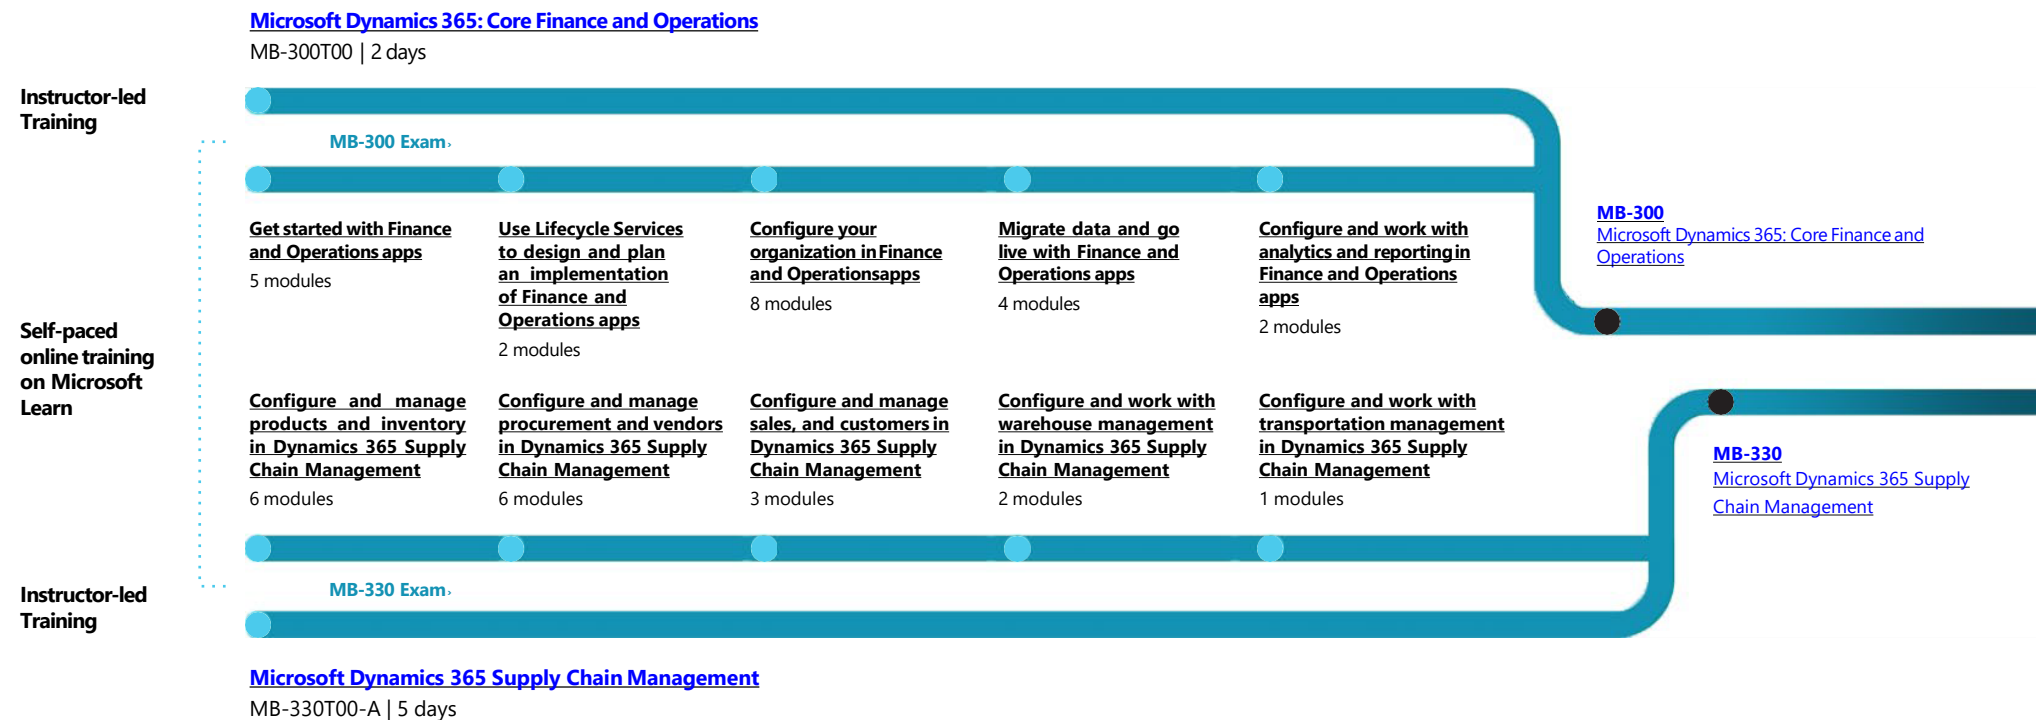 Microsoft Dynamics 365: Core Finance and Operations
MB-300T00 | 2 days
Instructor-led
Training
MB-300 Exam›
Get started with Finance
and Operations apps
5 modules
Use Lifecycle Services
to design and plan
an implementation
of Finance and
Operations apps
2 modules
Configure your
organization inFinance
and Operationsapps
8 modules
Migrate data and go
live with Finance and
Operations apps
4 modules
Configure and work with
analytics and reportingin
Finance and Operations
apps
2 modules
MB-300
Microsoft Dynamics 365: Core Finance and
Operations
Self-paced
online training
on Microsoft
Learn
Configure and manage
products and inventory
in Dynamics 365 Supply
Chain Management
6 modules
Configure and manage
procurement and vendors
in Dynamics 365 Supply
Chain Management
6 modules
Configure and manage
sales, and customers in
Dynamics 365 Supply
Chain Management
3 modules
Configure and work with
warehouse management
in Dynamics 365 Supply
Chain Management
2 modules
Configure and work with
transportation management
in Dynamics 365 Supply
Chain Management
1 modules
MB-330
Microsoft Dynamics 365 Supply
Chain Management
Instructor-led
Training
MB-330 Exam›
Microsoft Dynamics 365 Supply Chain Management
MB-330T00-A | 5 days